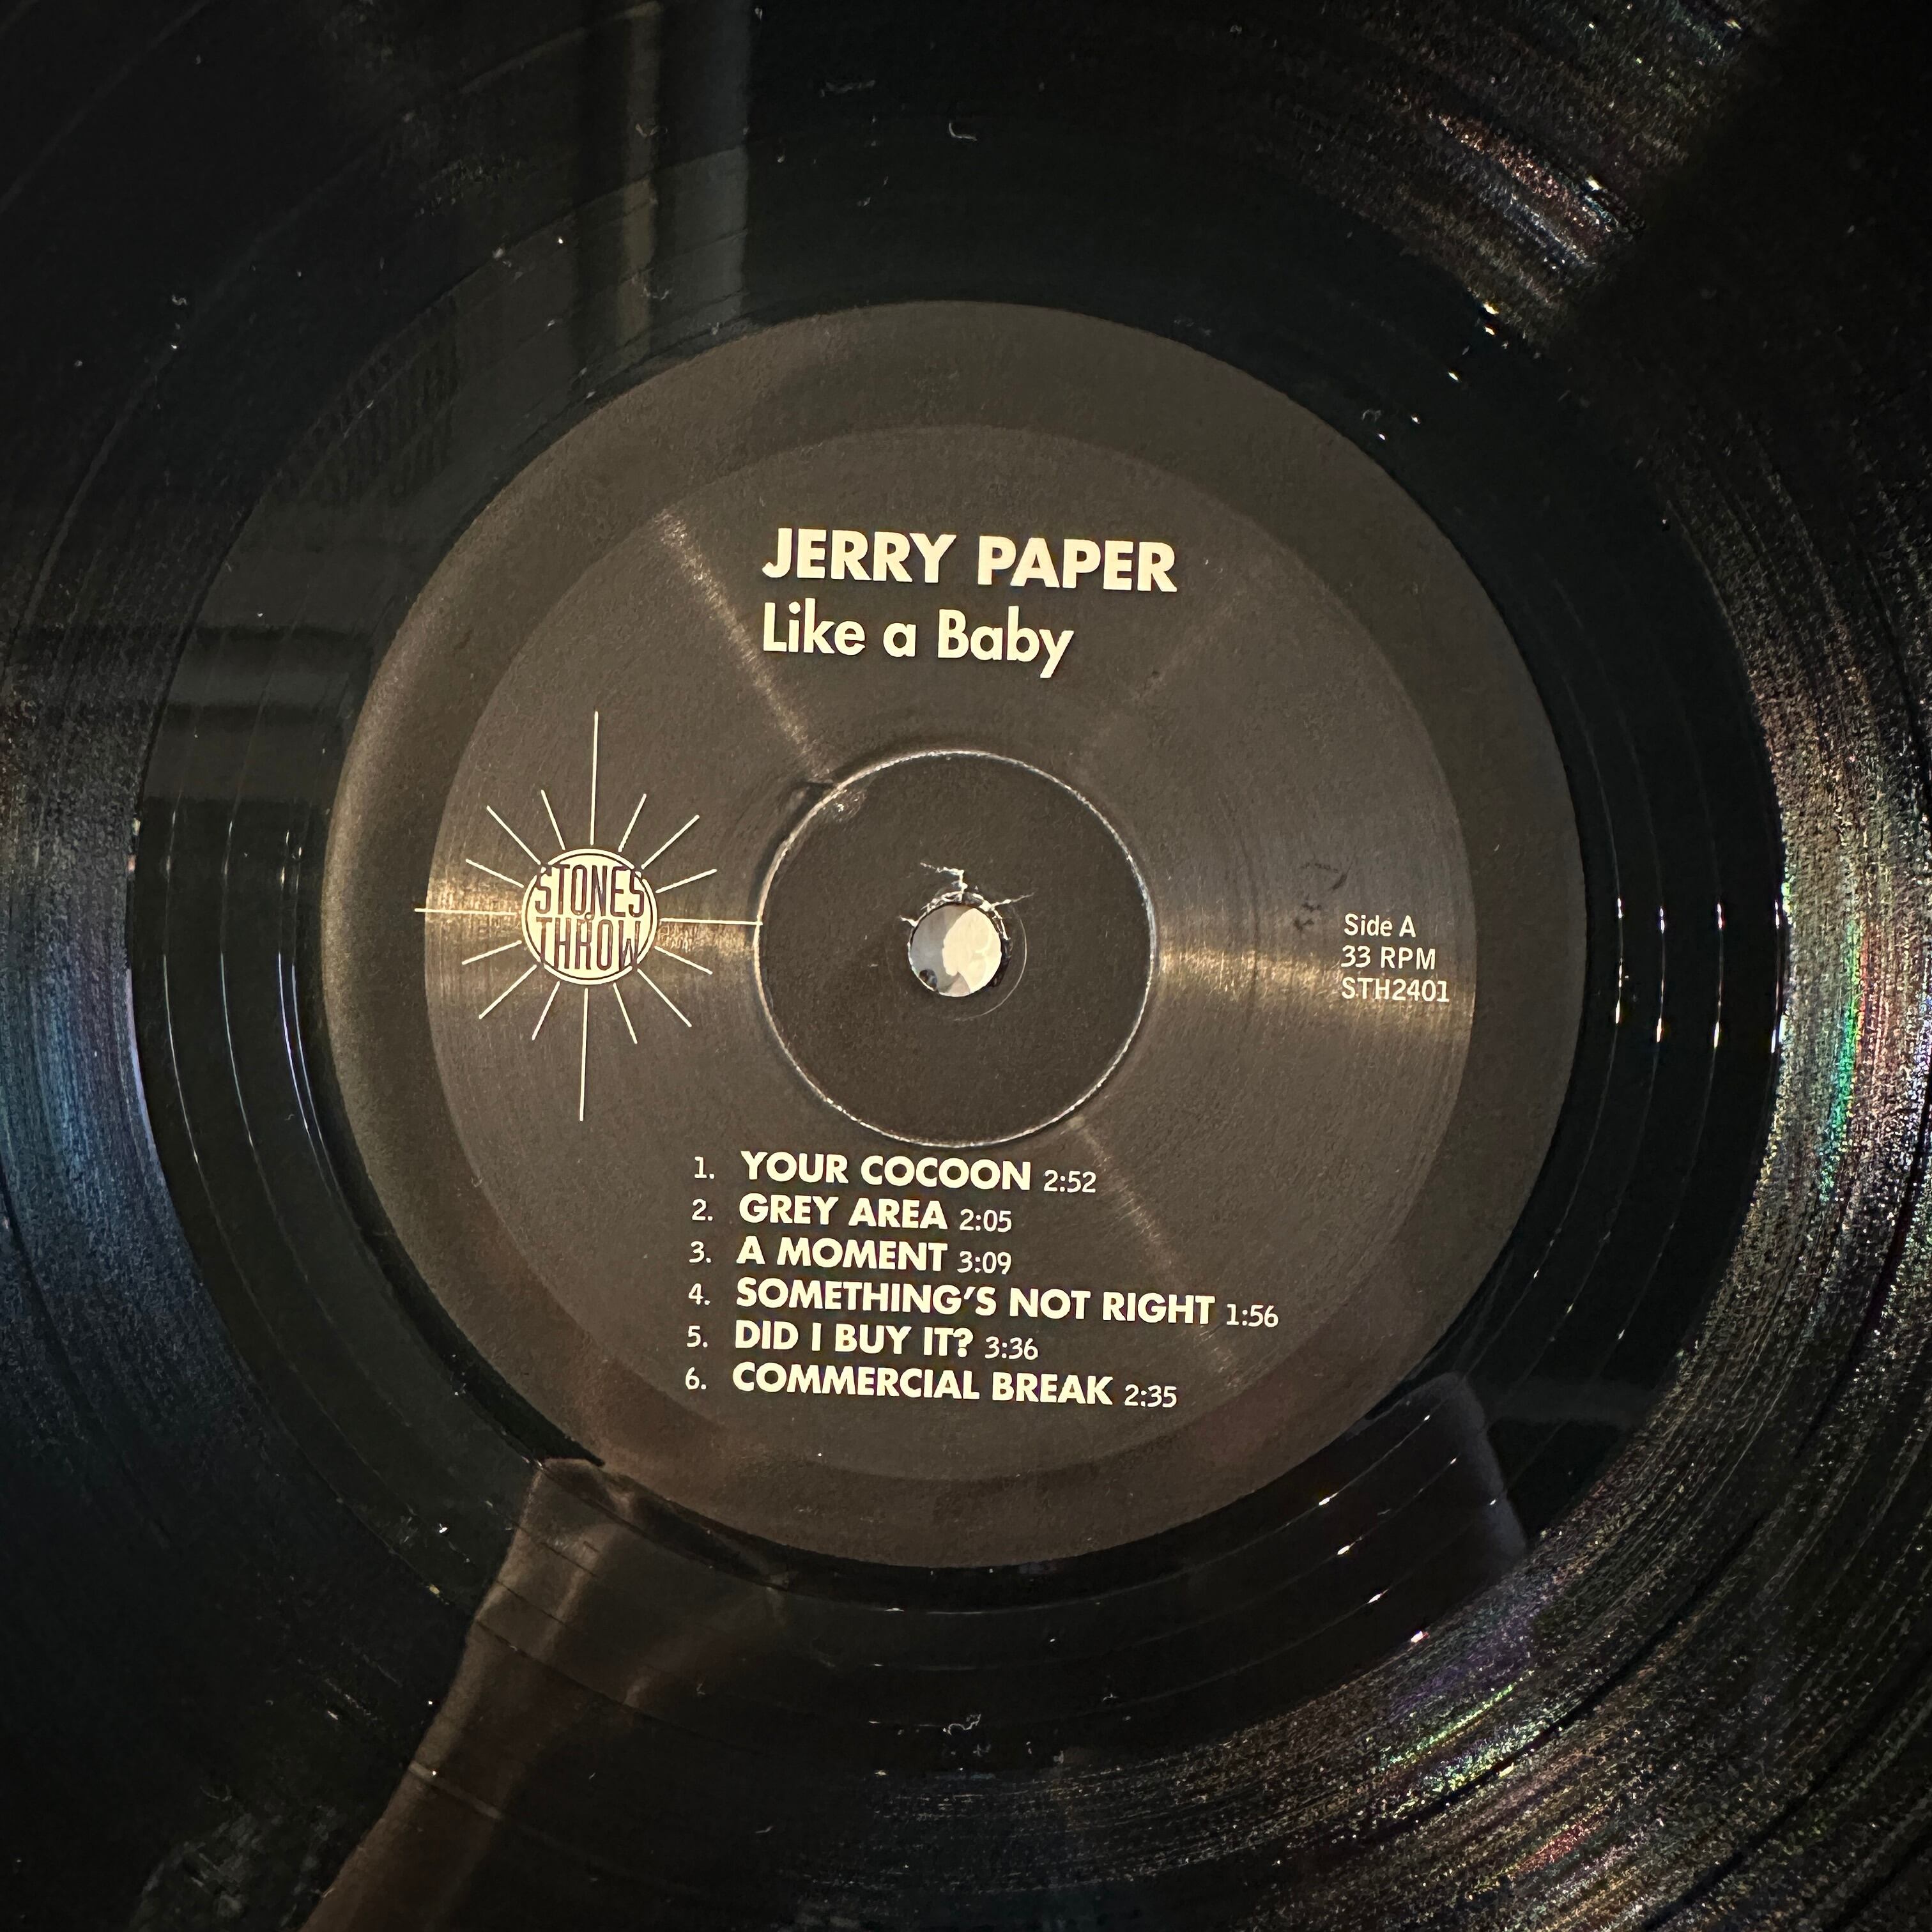 JERRY PAPER
Like a Baby
STONES
THROW
Side A
33 RPM
STH2401
1. YOUR COCOON 2:52
2. GREY AREA 2:05
3. A MOMENT 3:09
4. SOMETHING’S NOT RIGHT 1:56
5. DID I BUY IT? 3:36
6. COMMERCIAL BREAK 2:35